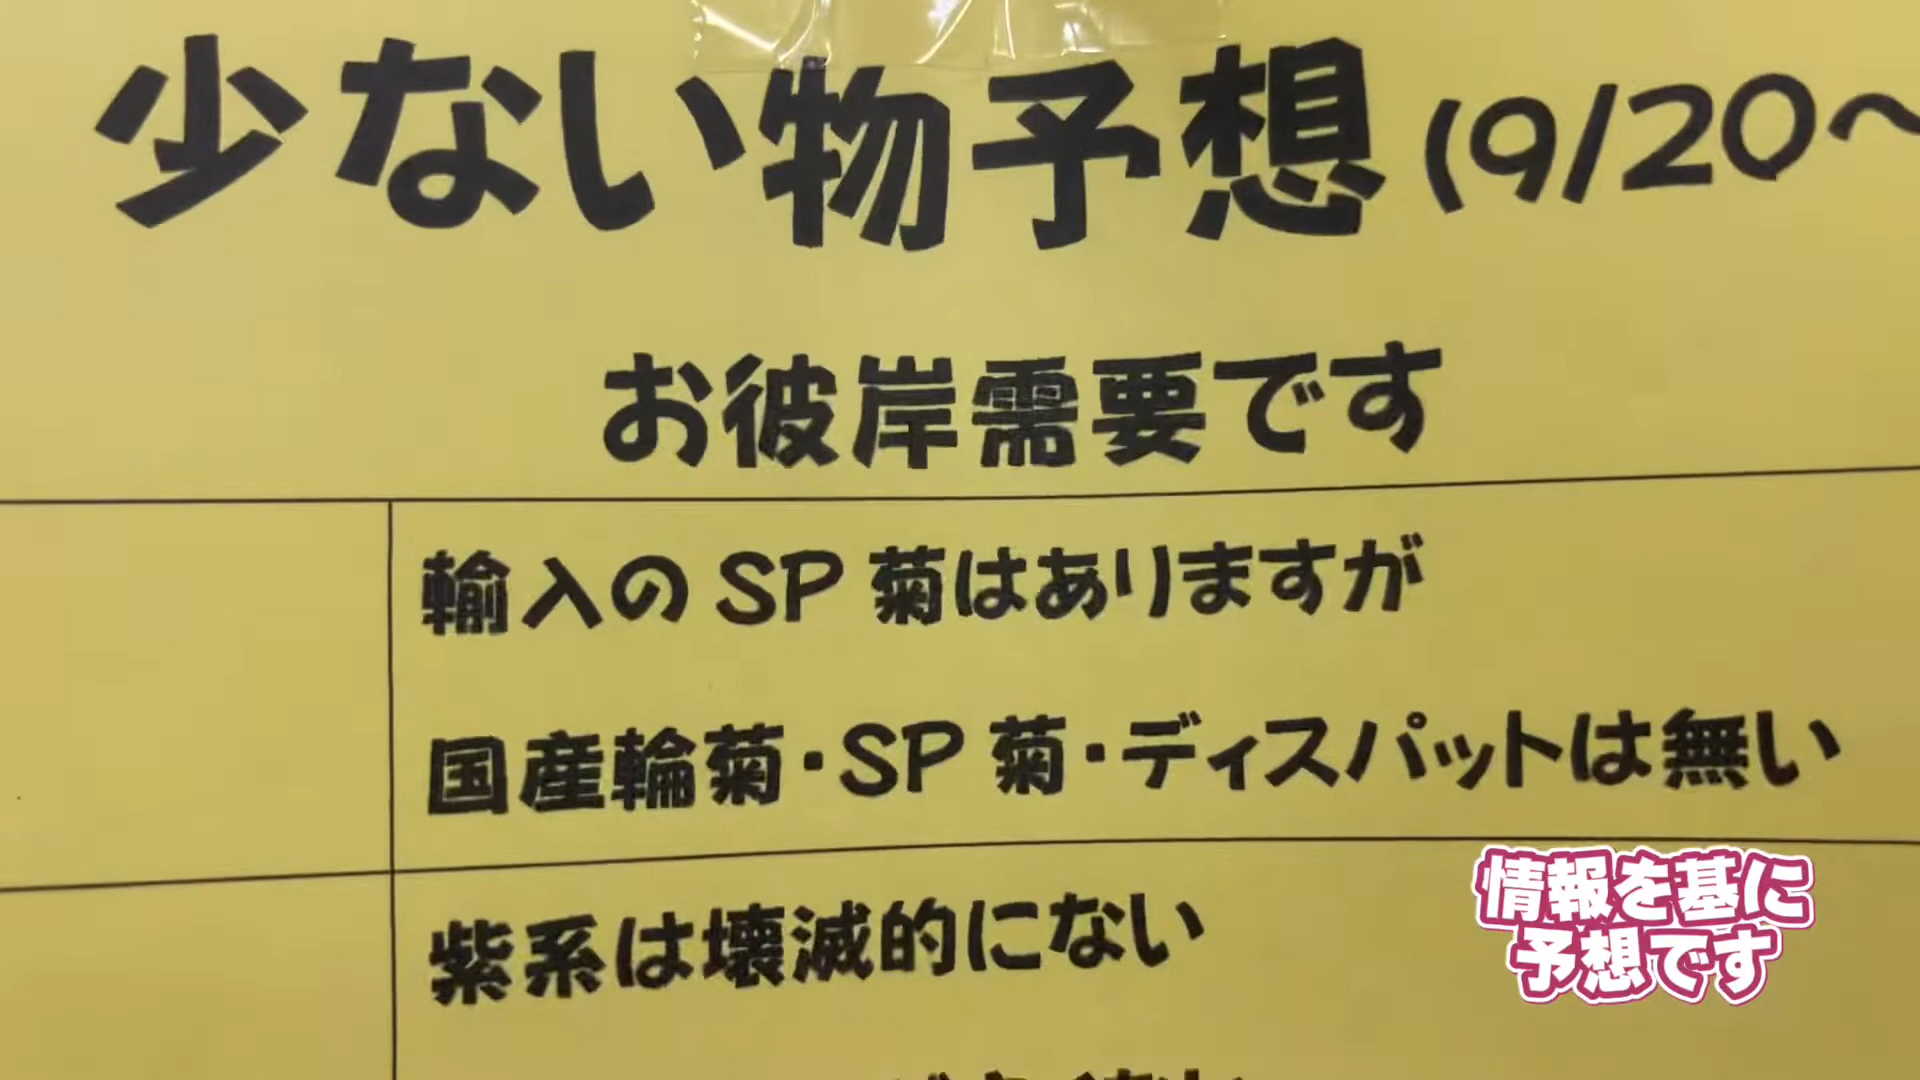 少ない物予想(9/20～
お彼岸需要です
輸入のSP菊はありますが
国産輪菊・SP菊・ディスパットは無い
紫系は壊滅的にない
情報を基に
予想です